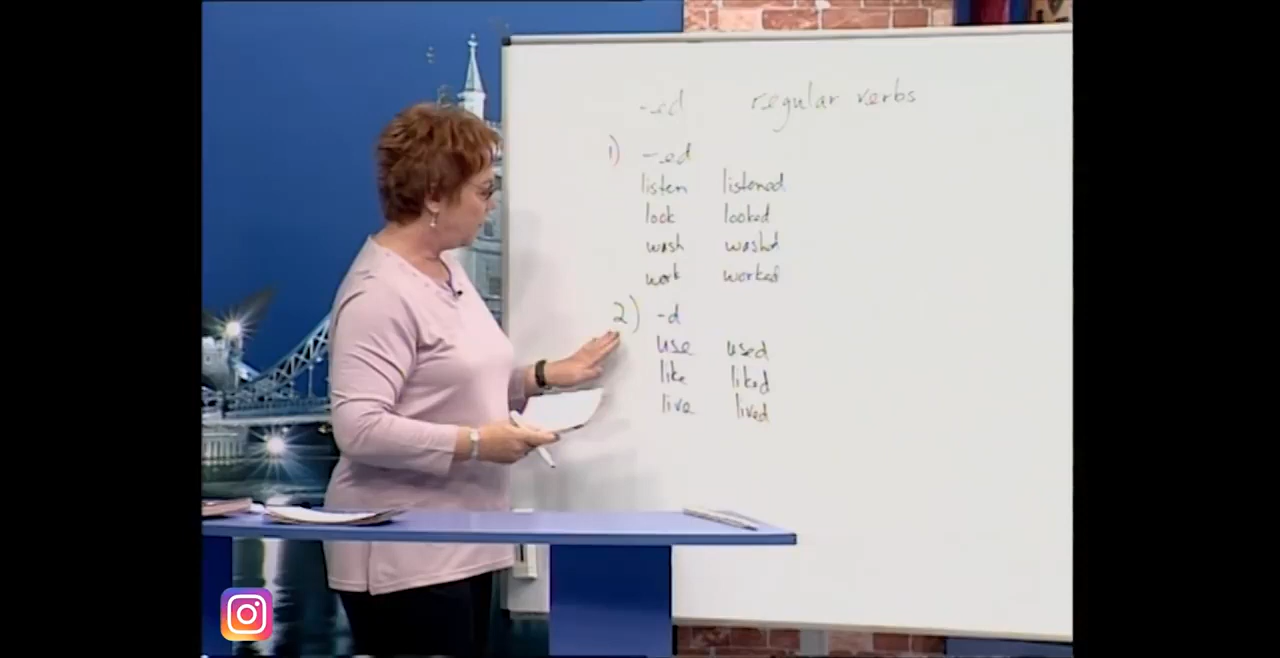 -ed regular verbs
1) -ed
listen listened
look looked
wash washed
work worked
2) -d
use used
like liked
live lived